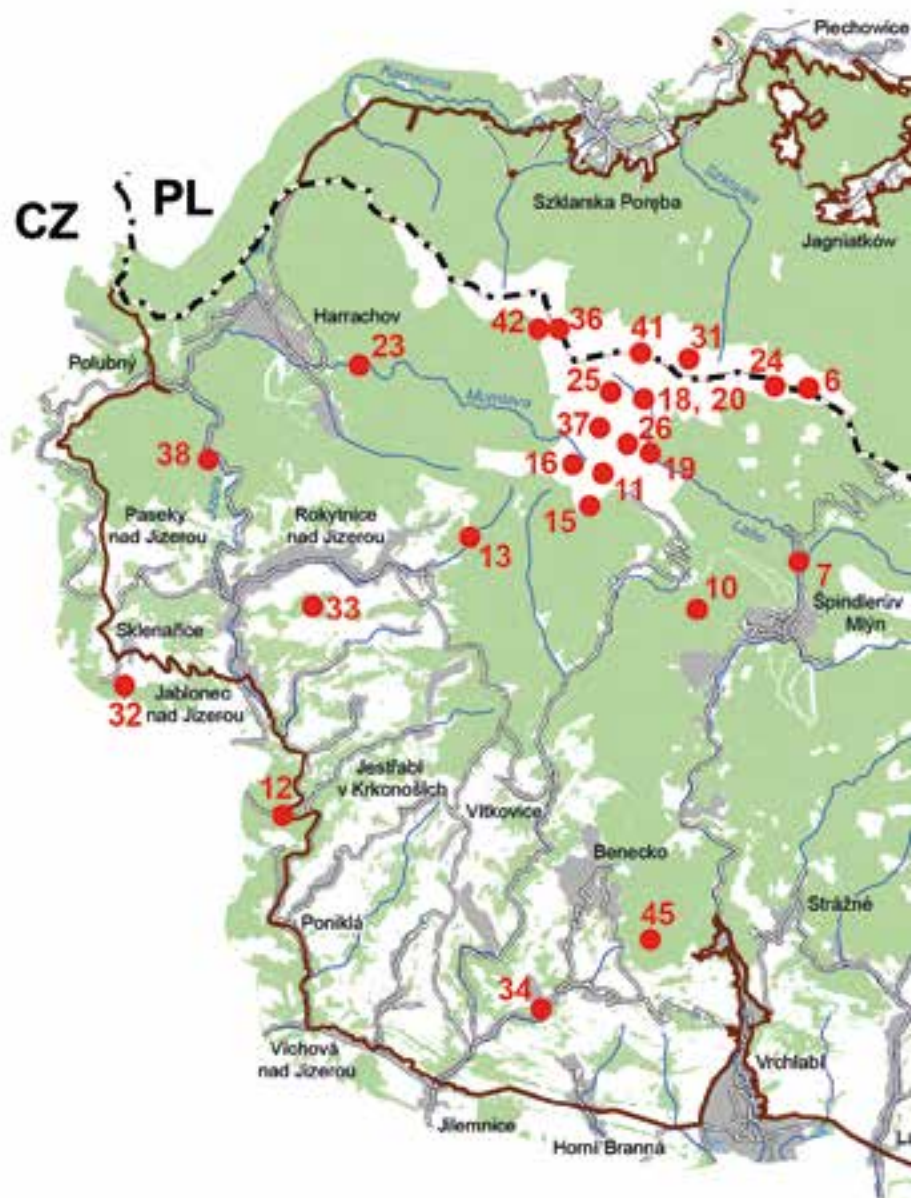 Piechowice
Kamienna
CZ
PL
Szklarska Poręba
Szklarka
Jagniatków
Harrachov
42
36
41
31
24
6
23
Polubný
25
18, 20
Mumlava
37
26
38
16
19
11
Paseky
nad Jizerou
Rokytnice
nad Jizerou
15
Labe
13
7
10
Špindlerův
Mlýn
33
Sklenařice
32
Jablonec
nad Jizerou
12
Jestřabí
v Krkonoších
Vítkovice
Benecko
Strážné
Poniklá
45
34
Víchová
nad Jizerou
Vrchlabí
Jilemnice
Horní Branná